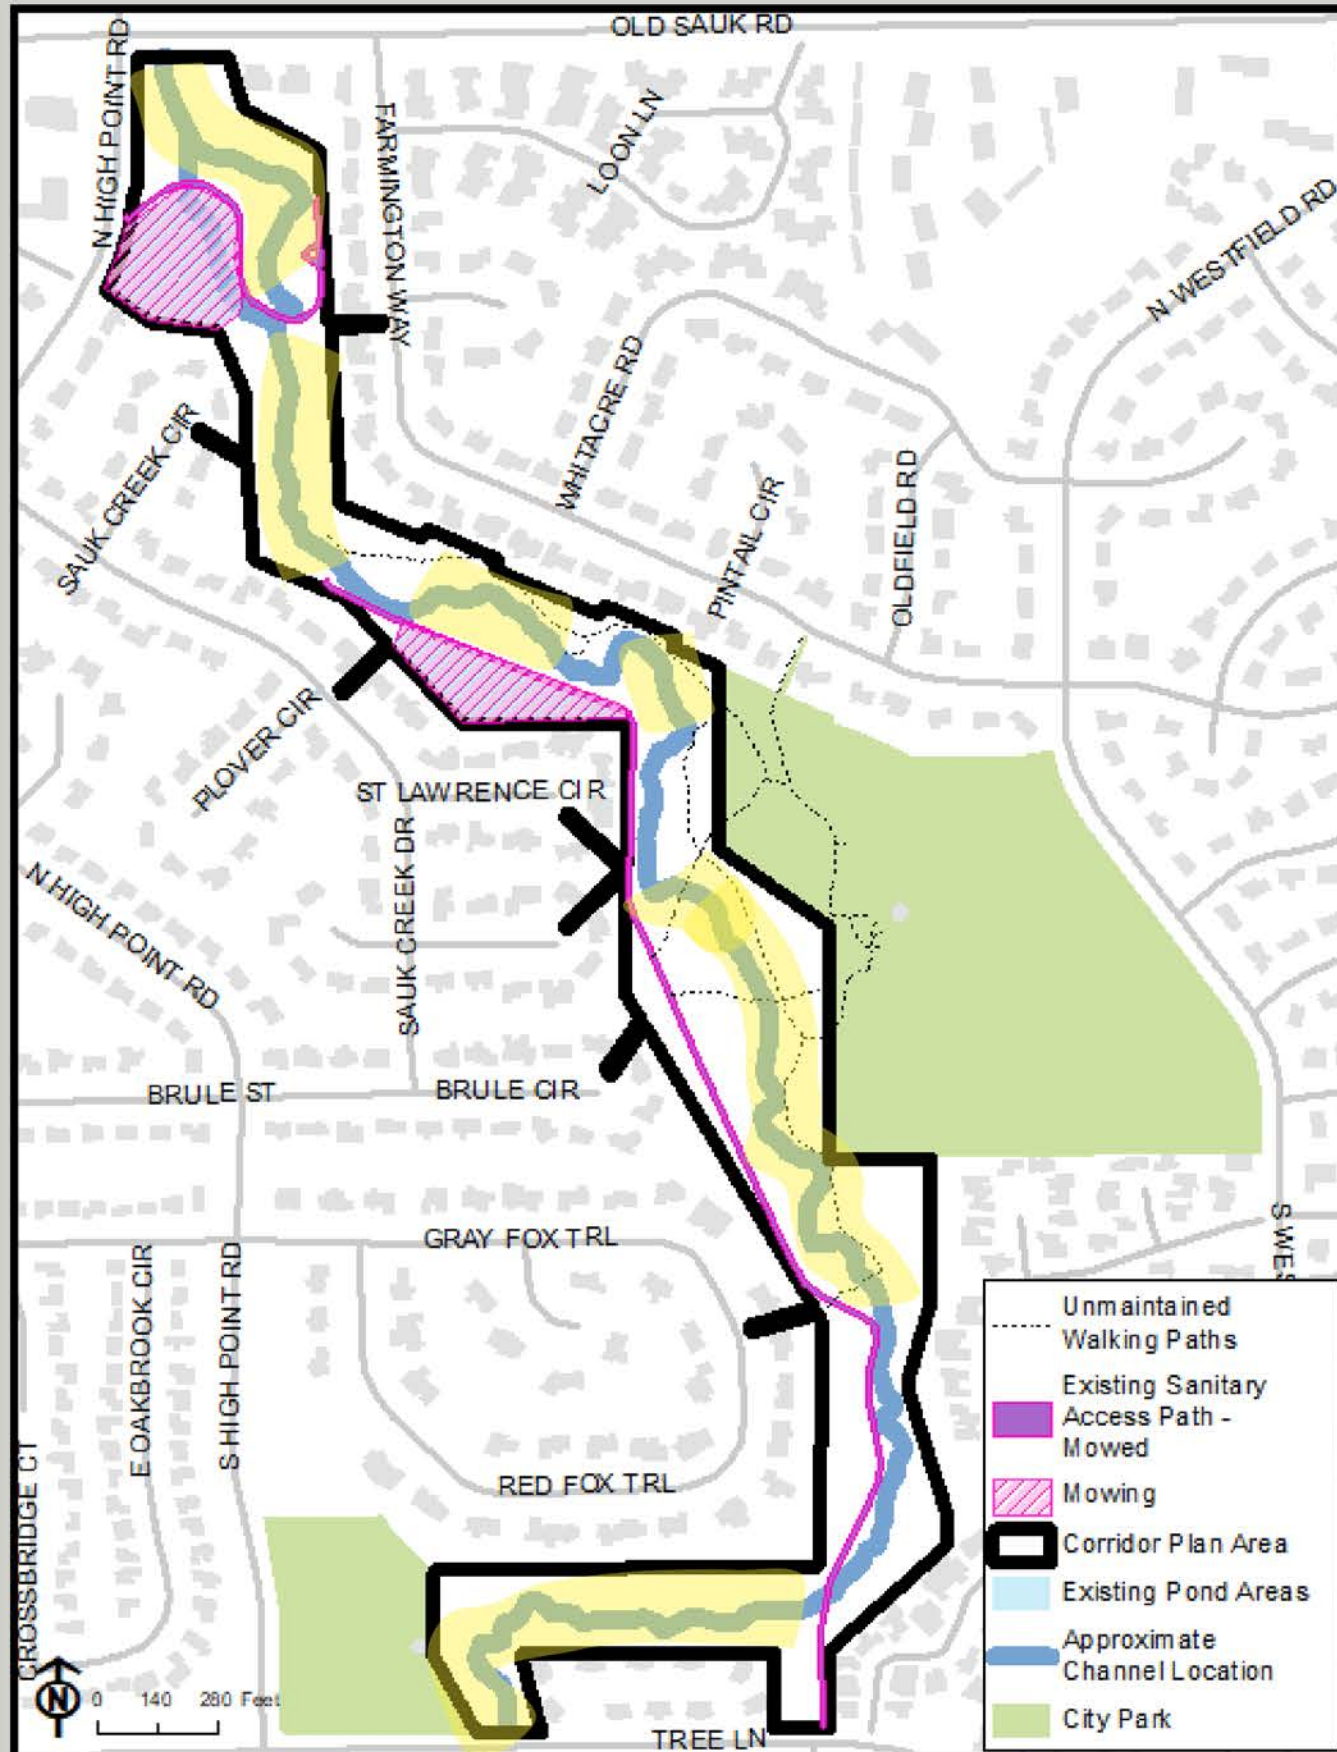 OLD SAUK RD
N HIGH POINT RD
FARMINGTON WAY
LOON LN
N WESTFIELD RD
WHITACRE RD
SAUK CREEK CIR
PINTAIL CIR
OLDFIELD RD
PLOVER CIR
ST LAWRENCE CIR
SAUK CREEK DR
N HIGH POINT RD
BRULE ST
BRULE CIR
GRAY FOX TRL
E OAKBROOK CIR
S HIGH POINT RD
S WES
RED FOX TRL
CROSSBRIDGE CT
TREE LN
N
0 140 280 Feet
Unmaintained
Walking Paths
Existing Sanitary
Access Path -
Mowed
Mowing
Corridor Plan Area
Existing Pond Areas
Approximate
Channel Location
City Park